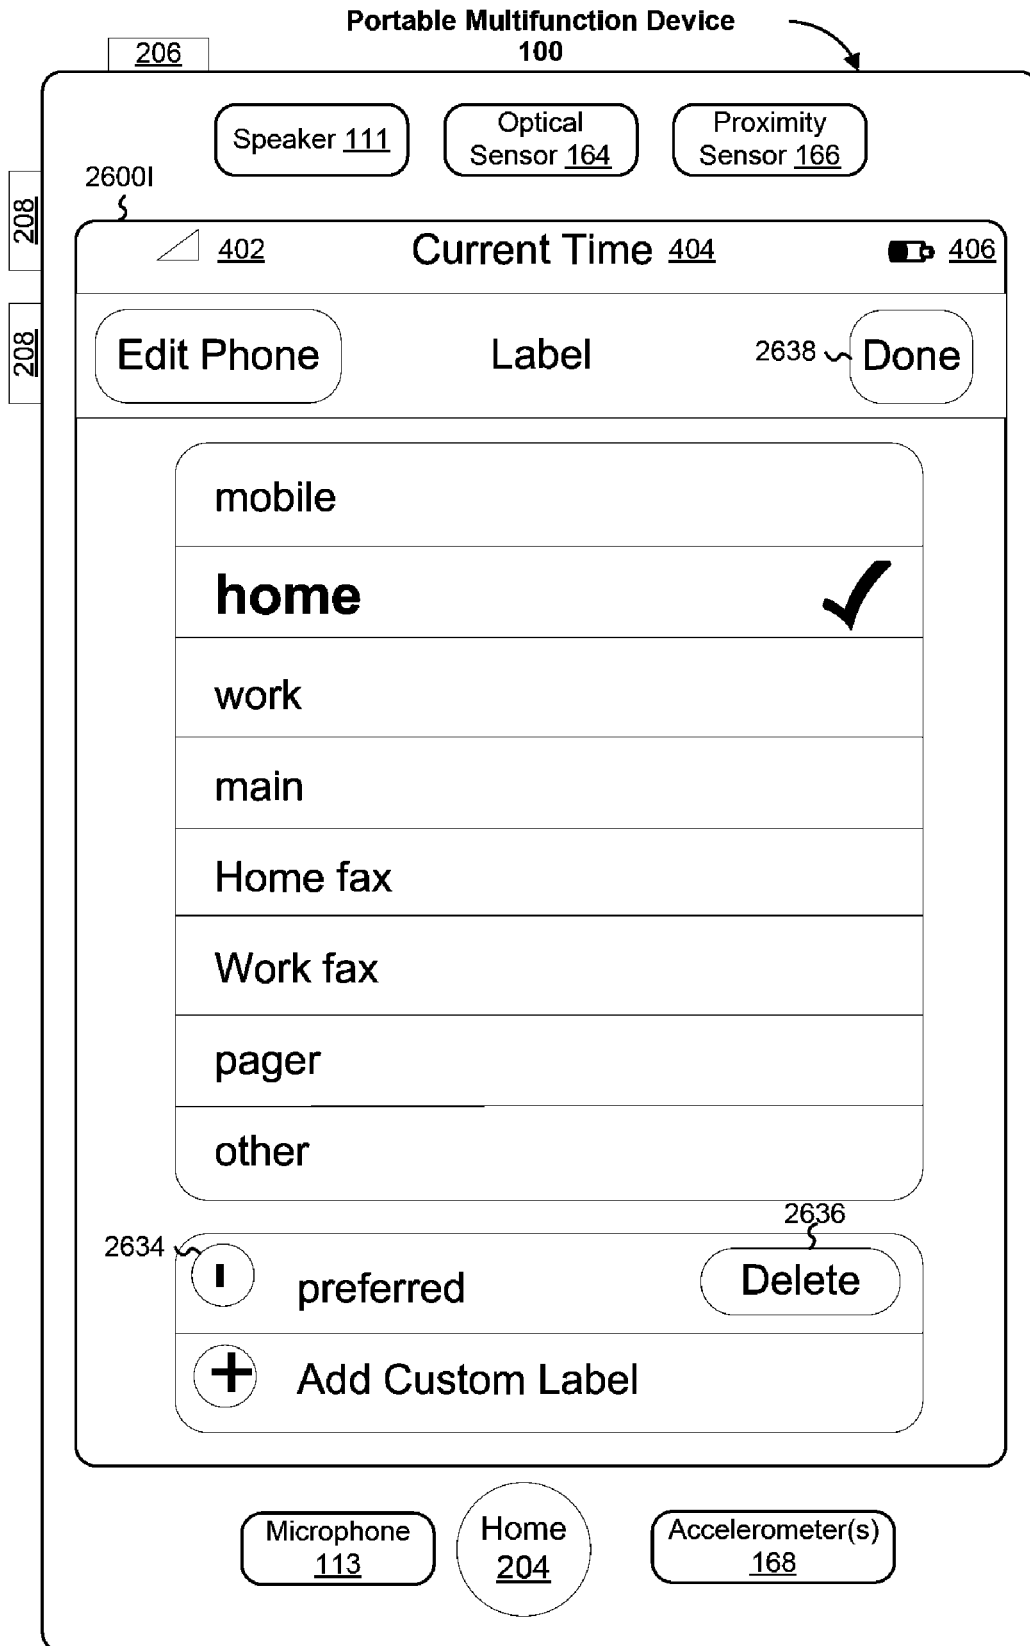 Portable Multifunction Device
100
206
Speaker 111
Optical
Sensor 164
Proximity
Sensor 166
2600I
208
208
402
Current Time 404
406
Edit Phone
Label
2638
Done
mobile
home
work
main
Home fax
Work fax
pager
other
2634
2636
preferred
Delete
Add Custom Label
Microphone
113
Home
204
Accelerometer(s)
168